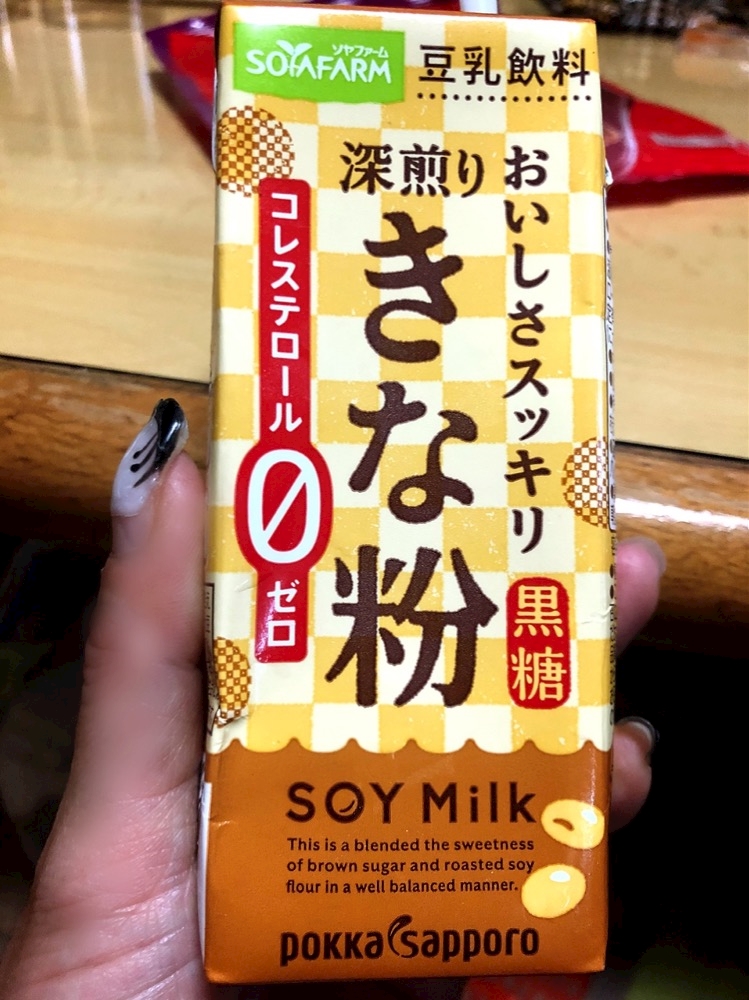 ソヤファーム
SOYAFARM
豆乳飲料
おいしさスッキリ
深煎り
きな粉
黒糖
コレステロール
0
ゼロ
SOY Milk
This is a blended the sweetness
of brown sugar and roasted soy
flour in a well balanced manner.
pokka sapporo